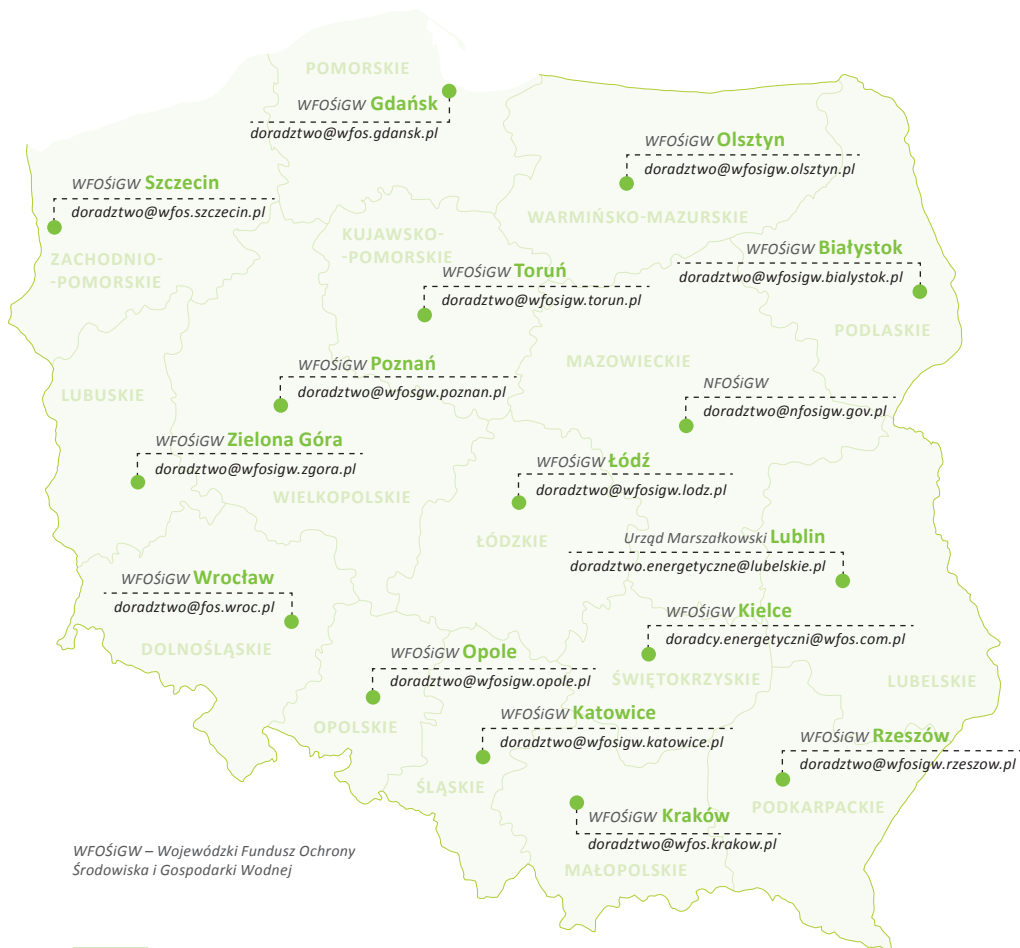 POMORSKIE
WFOŚiGW Gdańsk
doradztwo@wfos.gdansk.pl
WFOŚiGW Olsztyn
doradztwo@wfosigw.olsztyn.pl
WFOŚiGW Szczecin
doradztwo@wfos.szczecin.pl
WARMIŃSKO-MAZURSKIE
KUJAWSKO-
-POMORSKIE
ZACHODNIO-
-POMORSKIE
WFOŚiGW Białystok
doradztwo@wfosigw.bialystok.pl
WFOŚiGW Toruń
doradztwo@wfosigw.torun.pl
PODLASKIE
MAZOWIECKIE
WFOŚiGW Poznań
doradztwo@wfosgw.poznan.pl
NFOŚiGW
doradztwo@nfosigw.gov.pl
LUBUSKIE
WFOŚiGW Zielona Góra
doradztwo@wfosigw.zgora.pl
WFOŚiGW Łódź
doradztwo@wfosigw.lodz.pl
WIELKOPOLSKIE
ŁÓDZKIE
Urząd Marszałkowski Lublin
doradztwo.energetyczne@lubelskie.pl
WFOŚiGW Wrocław
doradztwo@fos.wroc.pl
WFOŚiGW Kielce
doradcy.energetyczni@wfos.com.pl
DOLNOŚLĄSKIE
WFOŚiGW Opole
doradztwo@wfosigw.opole.pl
ŚWIĘTOKRZYSKIE
LUBELSKIE
OPOLSKIE
WFOŚiGW Katowice
doradztwo@wfosigw.katowice.pl
WFOŚiGW Rzeszów
doradztwo@wfosigw.rzeszow.pl
ŚLĄSKIE
PODKARPACKIE
WFOŚiGW Kraków
doradztwo@wfos.krakow.pl
MAŁOPOLSKIE
WFOŚiGW – Wojewódzki Fundusz Ochrony
Środowiska i Gospodarki Wodnej